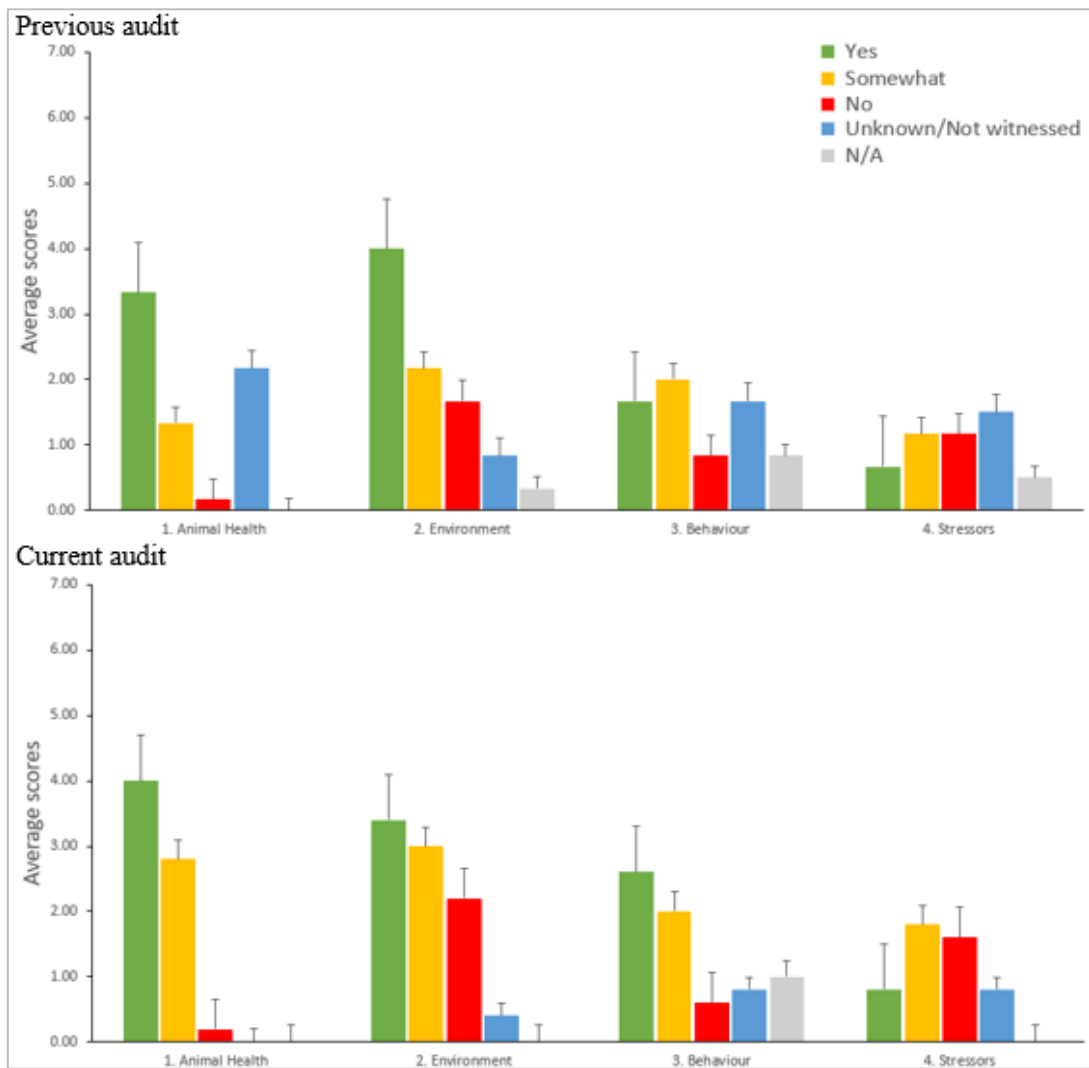 Previous audit
7.00
6.00
5.00
4.00
3.00
2.00
1.00
0.00
Average scores
Yes
Somewhat
No
Unknown/Not witnessed
N/A
1. Animal Health
2. Environment
3. Behaviour
4. Stressors
Current audit
7.00
6.00
5.00
4.00
3.00
2.00
1.00
0.00
Average scores
1. Animal Health
2. Environment
3. Behaviour
4. Stressors